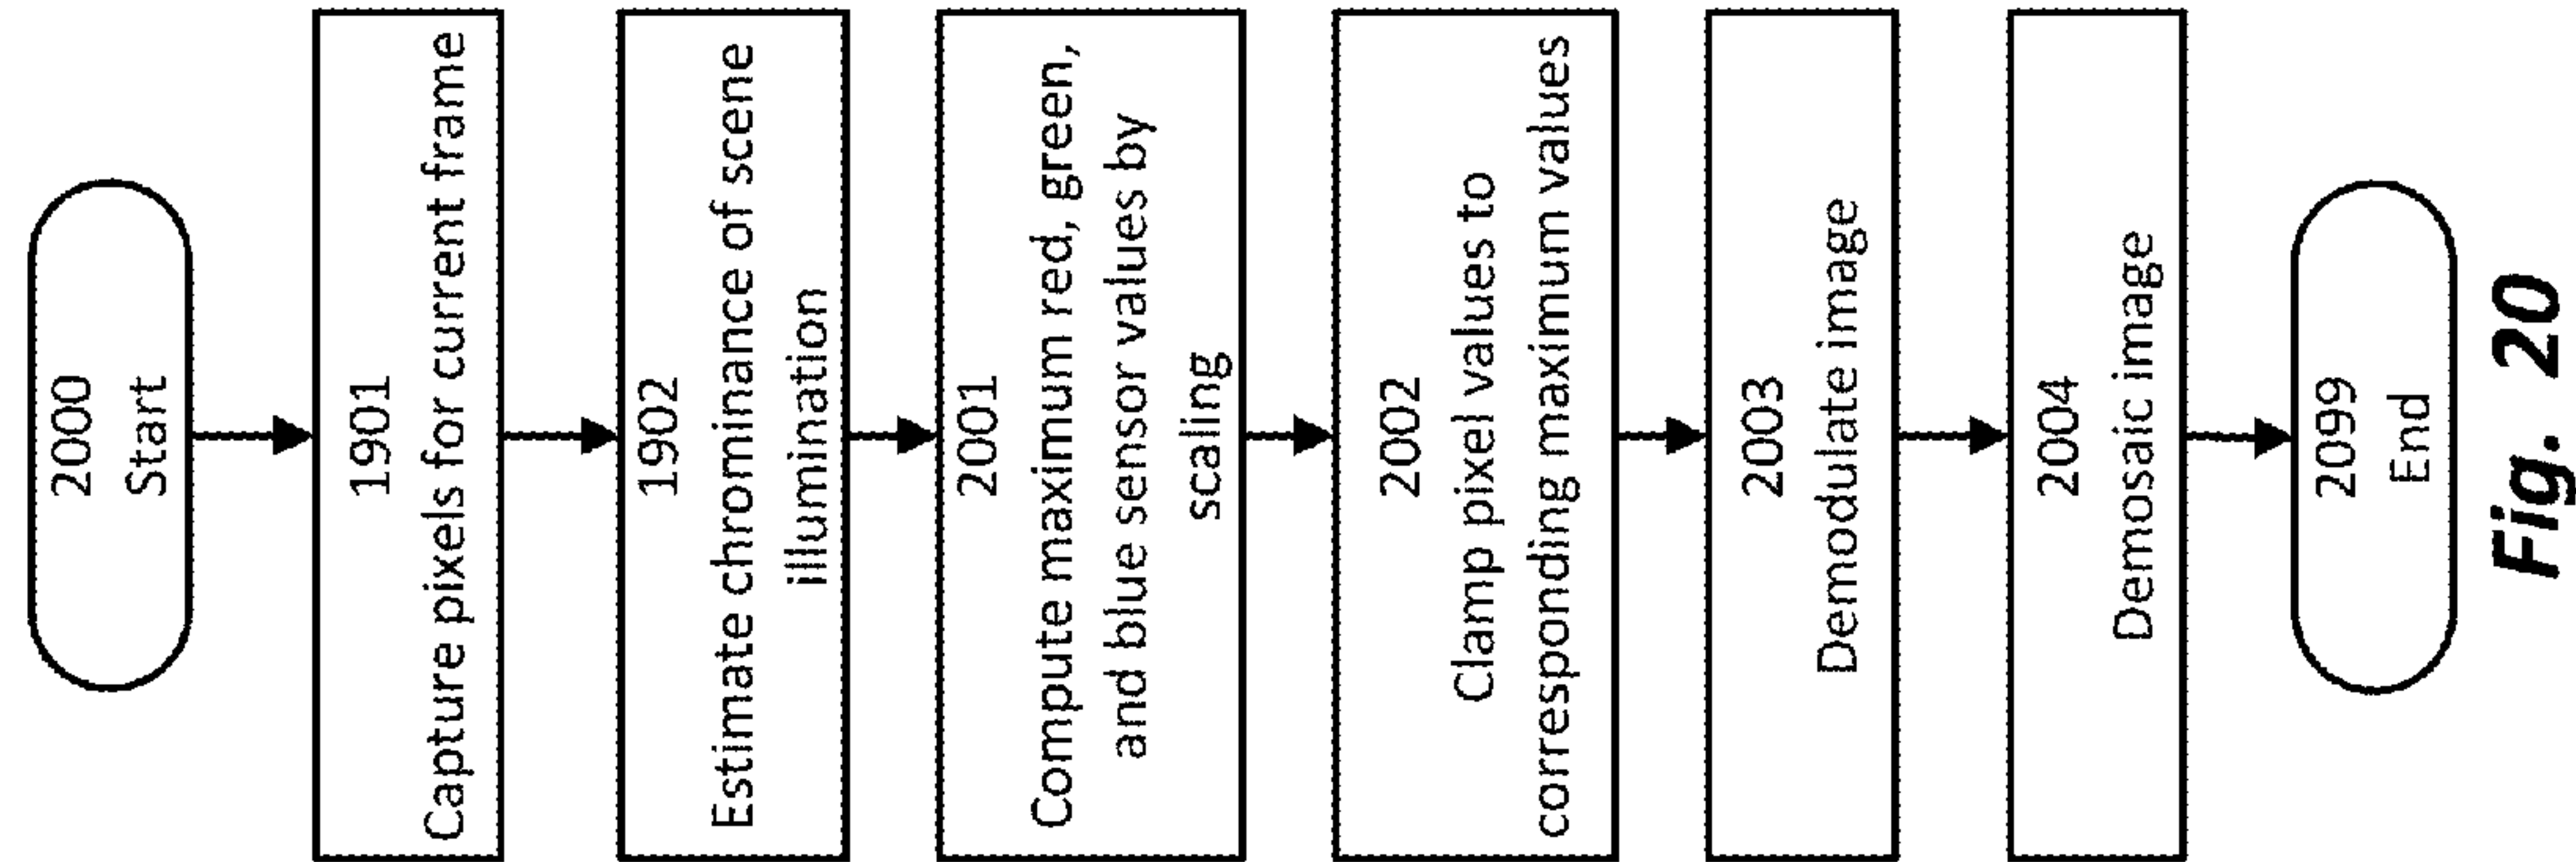 2000
Start
1901
Capture pixels for current frame
1902
Estimate chrominance of scene
illumination
2001
Compute maximum red, green,
and blue sensor values by
scaling
2002
Clamp pixel values to
corresponding maximum values
2003
Demodulate image
2004
Demosaic image
2099
End
Fig. 20